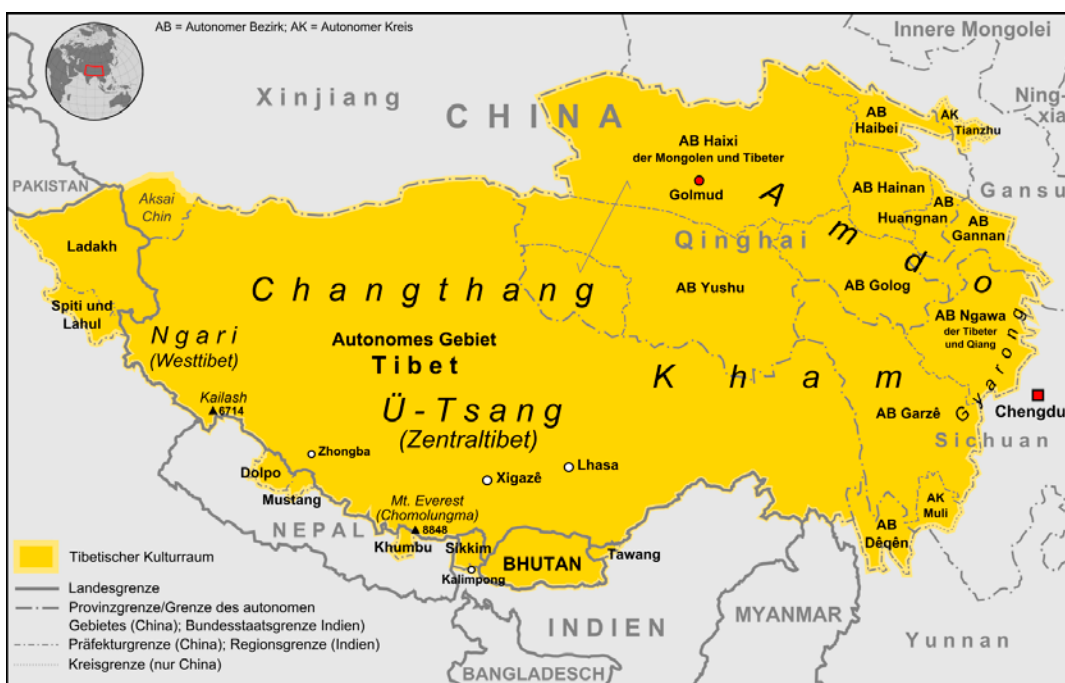 AB = Autonomer Bezirk; AK = Autonomer Kreis
Innere Mongolei
Xinjiang
CHINA
Ning-
xia
AB
Haibei
AK
Tianzhu
AB Haixi
der Mongolen und Tibeter
Golmud
PAKISTAN
Aksai
Chin
Gansu
AB Hainan
AB
Huangnan
AB
Gannan
Amdo
Ladakh
Qinghai
Changthang
AB Yushu
AB Golog
Spiti und
Lahul
AB Ngawa
der Tibeter
und Qiang
Ngari
(Westtibet)
Autonomes Gebiet
Tibet
Kham
Gyarong
Kailash
6714
Ü-Tsang
(Zentraltibet)
AB Garzê
Chengdu
Sichuan
Zhongba
Lhasa
Dolpo
Xigazê
Mustang
Mt. Everest
(Chomolungma)
8848
AK
Muli
NEPAL
AB
Dêqên
Khumbu
Sikkim
BHUTAN
Tawang
Kalimpong
Tibetischer Kulturraum
Landesgrenze
Provinzgrenze/Grenze des autonomen
Gebietes (China); Bundesstaatsgrenze Indien)
Präfekturgrenze (China); Regionsgrenze (Indien)
Kreisgrenze (nur China)
INDIEN
MYANMAR
Yunnan
BANGLADESCH